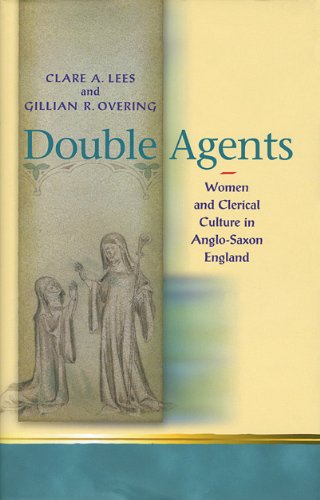 CLARE A. LEES
and
GILLIAN R. OVERING
Double Agents
Women
and Clerical
Culture in
Anglo-Saxon
England